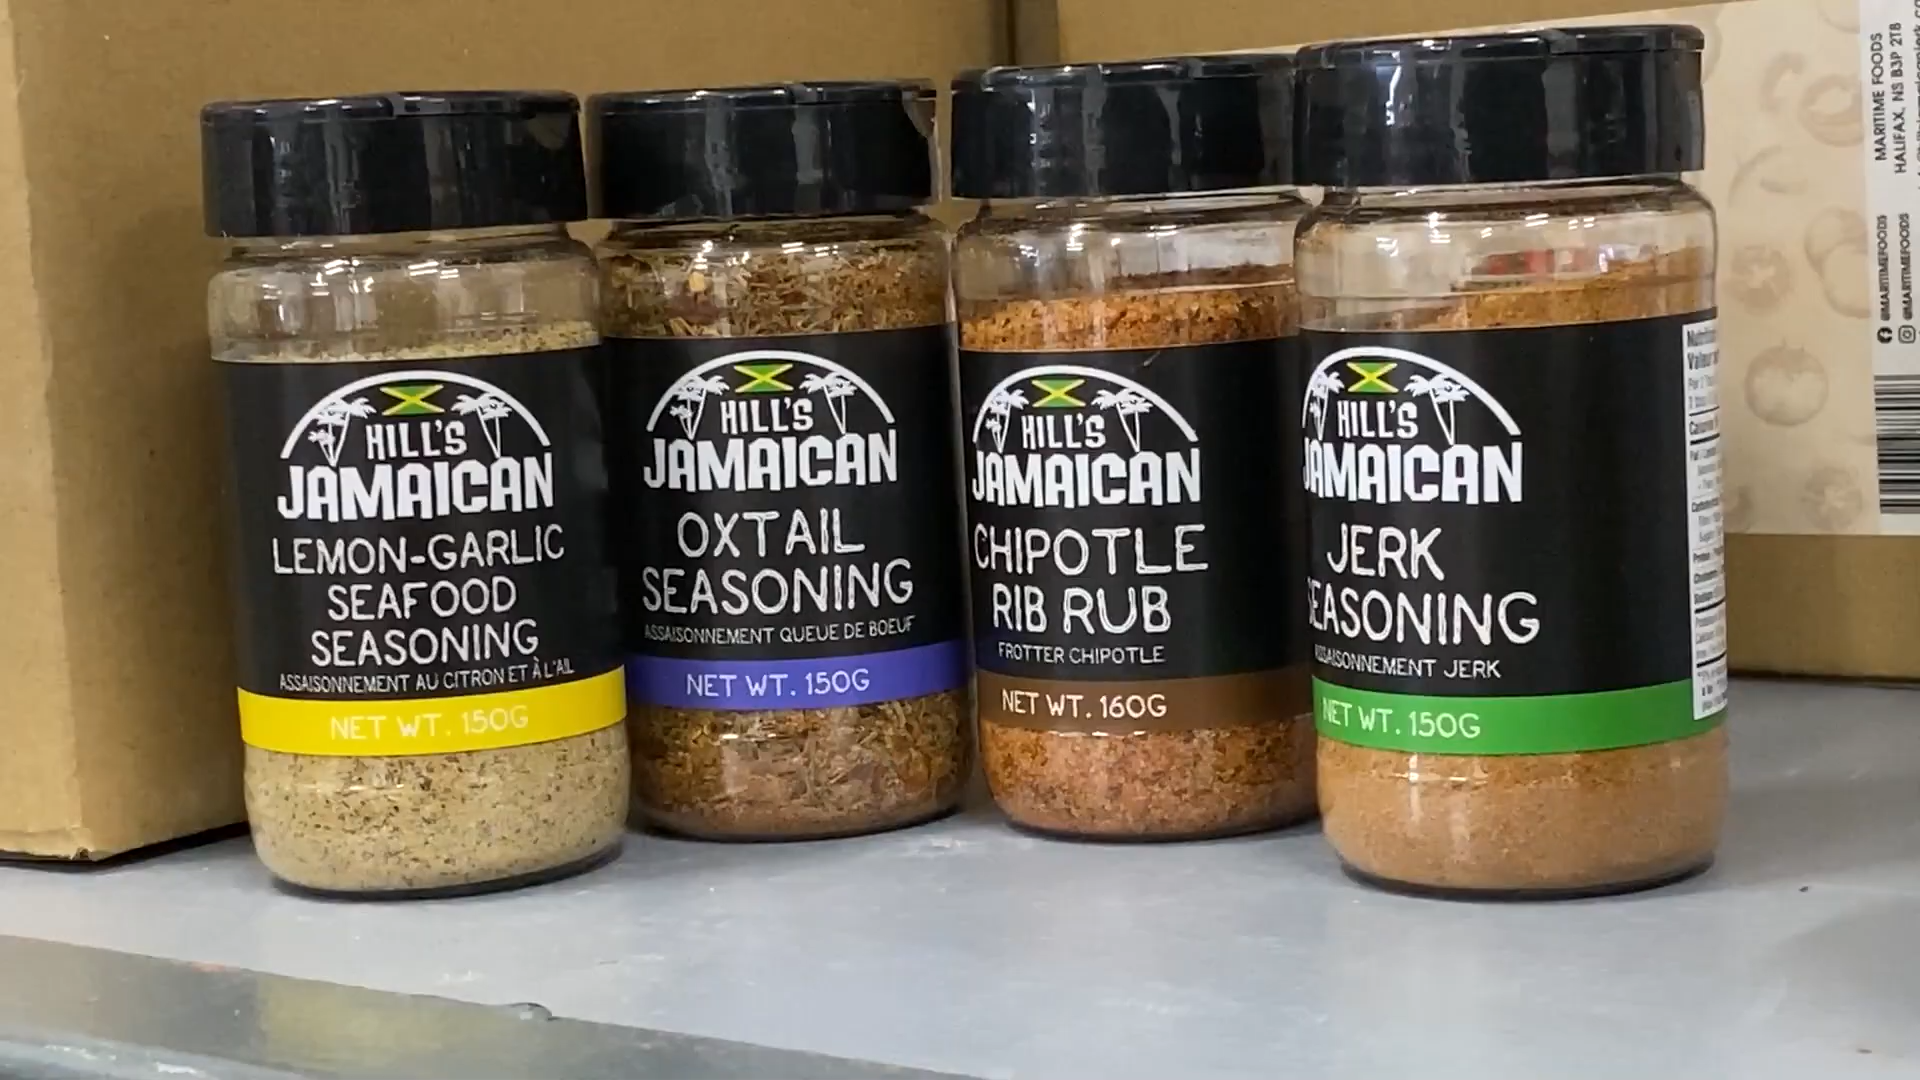 HILL'S
JAMAICAN
LEMON-GARLIC
SEAFOOD
SEASONING
ASSAISONNEMENT AU CITRON ET À L'AIL
NET WT. 150G
HILL'S
JAMAICAN
OXTAIL
SEASONING
ASSAISONNEMENT QUEUE DE BOEUF
NET WT. 150G
HILL'S
JAMAICAN
CHIPOTLE
RIB RUB
FROTTER CHIPOTLE
NET WT. 160G
HILL'S
JAMAICAN
JERK
SEASONING
ASSAISONNEMENT JERK
NET WT. 150G
MARITIME FOODS
HALIFAX, NS B3P 2T8
@MARITIMEFOODS
@MARITIMEFOODS